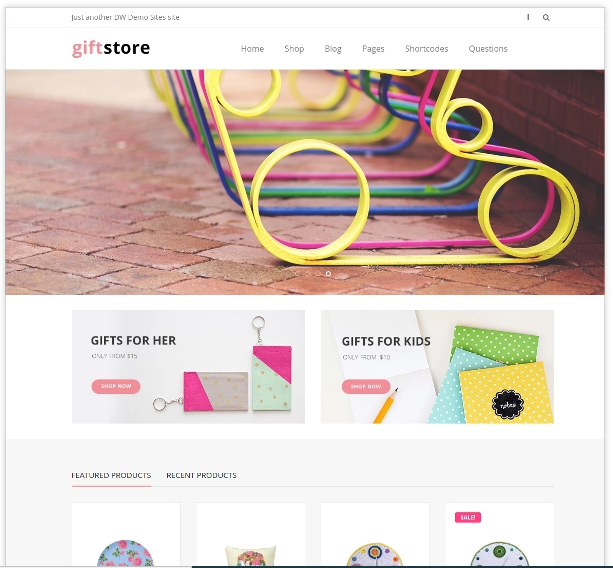 Just another DW Demo Sites site
giftstore
Home Shop Blog Pages Shortcodes Questions
GIFTS FOR HER
ONLY FROM $15
SHOP NOW
GIFTS FOR KIDS
ONLY FROM $10
SHOP NOW
notes
FEATURED PRODUCTS RECENT PRODUCTS
SALE!